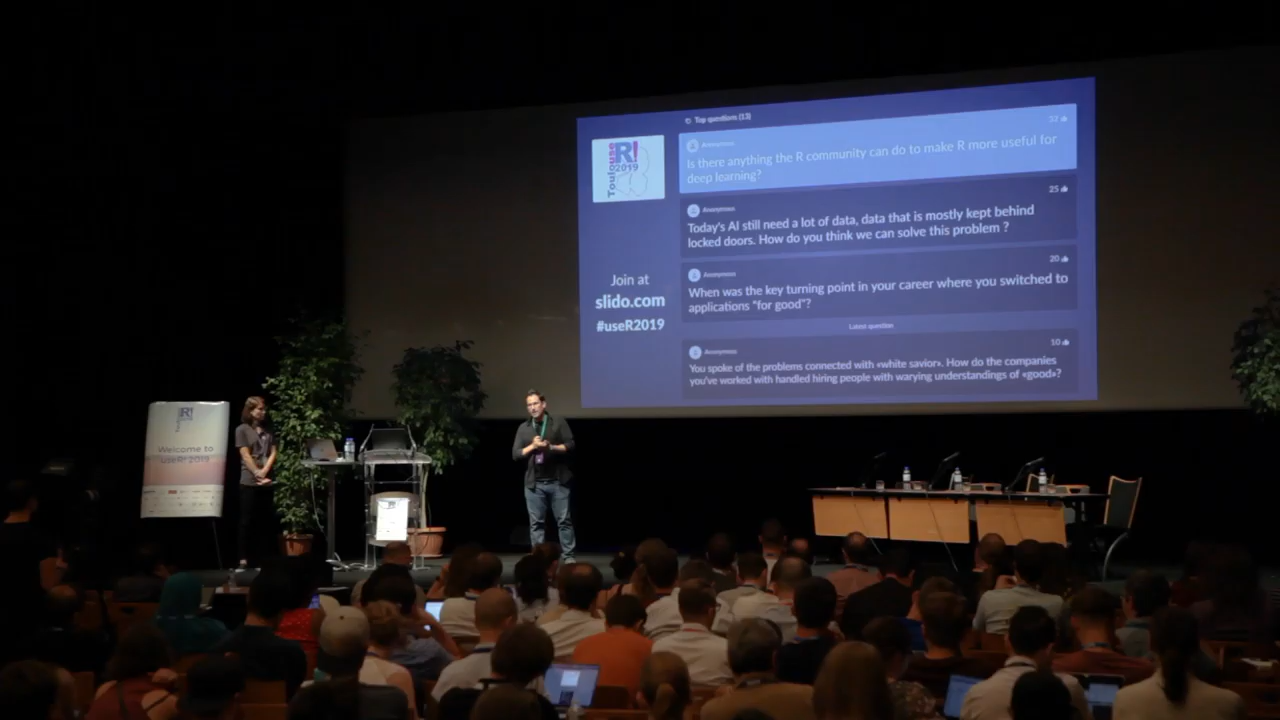 Top questions (13)
Toulouse
R!
2019
32
Anonymous
Is there anything the R community can do to make R more useful for
deep learning?
25
Anonymous
Today's AI still need a lot of data, data that is mostly kept behind
locked doors. How do you think we can solve this problem ?
Join at
slido.com
#useR2019
20
Anonymous
When was the key turning point in your career where you switched to
applications "for good"?
Latest question
10
Anonymous
You spoke of the problems connected with «white savior». How do the companies
you've worked with handled hiring people with warying understandings of «good»?
R!
Welcome to
useR! 2019